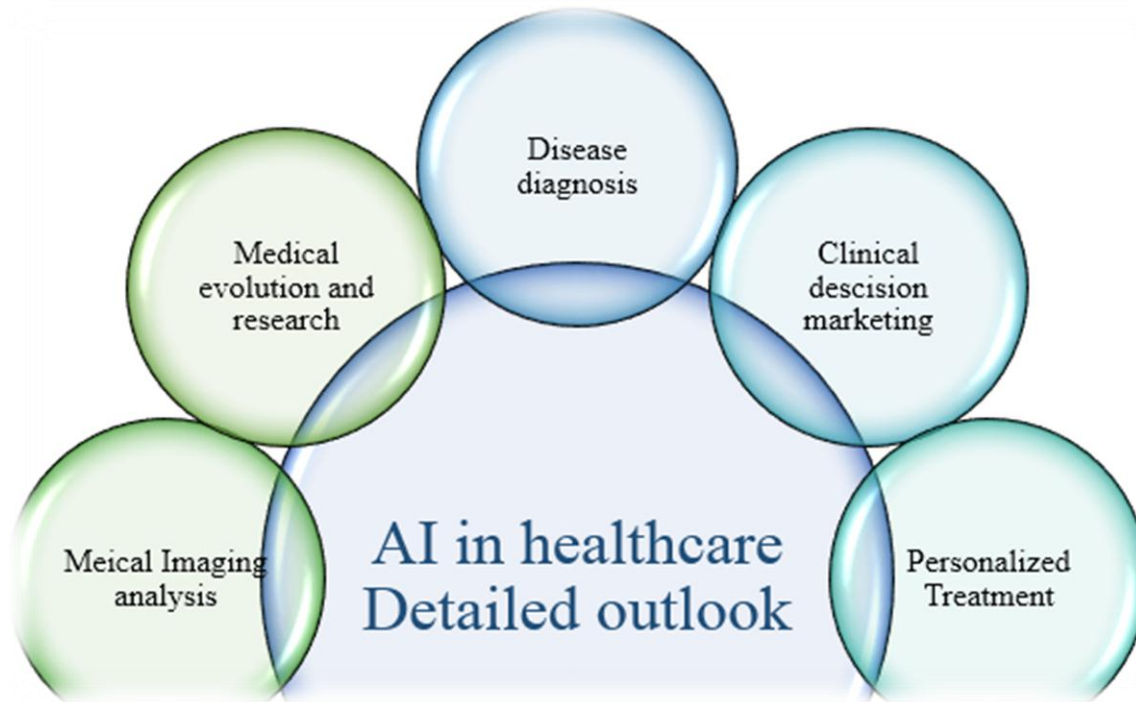 Disease
diagnosis
Medical
evolution and
research
Clinical
descision
marketing
Meical Imaging
analysis
AI in healthcare
Detailed outlook
Personalized
Treatment